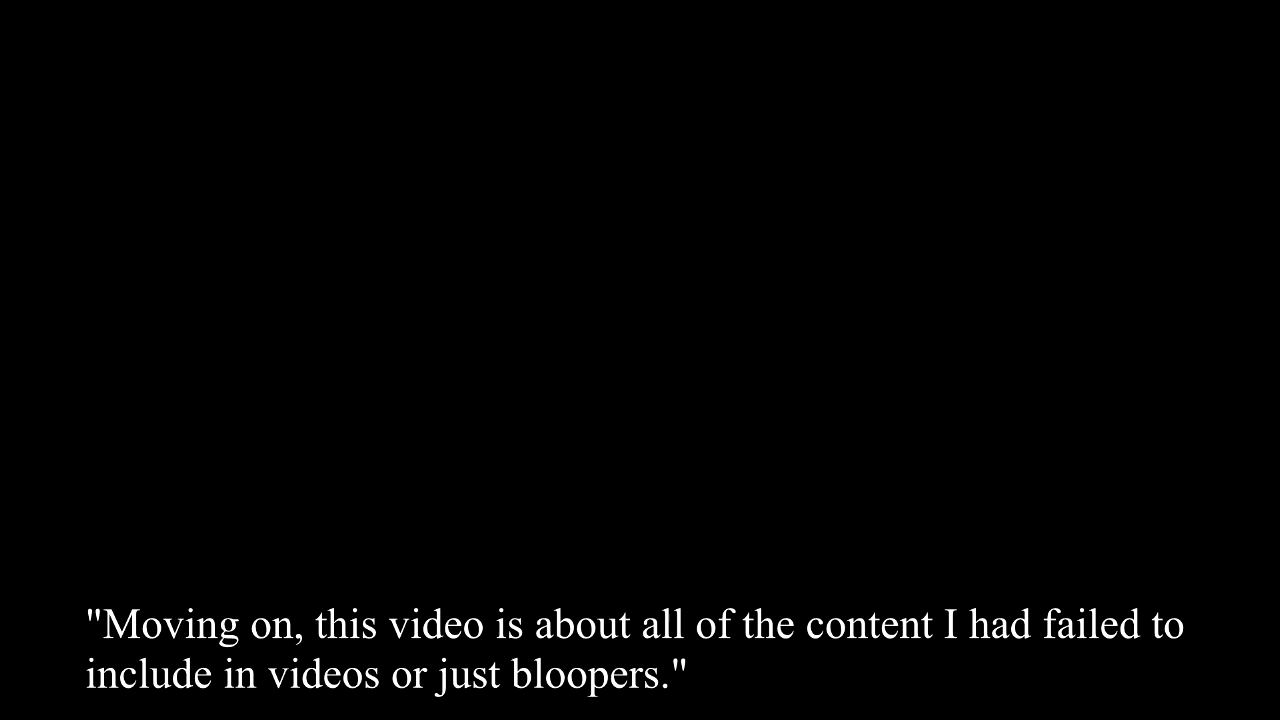 "Moving on, this video is about all of the content I had failed to
include in videos or just bloopers."